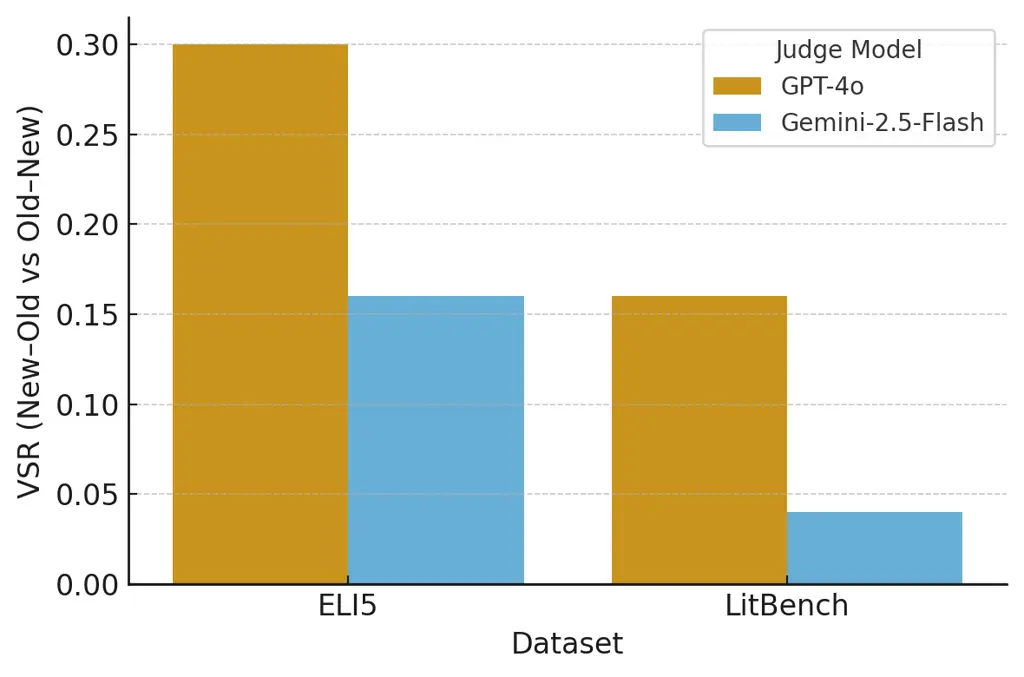 Judge Model
GPT-4o
Gemini-2.5-Flash
VSR (New–Old vs Old–New)
0.30
0.25
0.20
0.15
0.10
0.05
0.00
ELI5
LitBench
Dataset